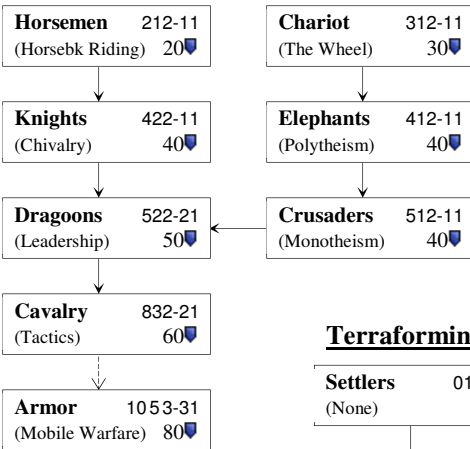 Horsemen 212-11
(Horsebk Riding) 20
Chariot 312-11
(The Wheel) 30
Knights 422-11
(Chivalry) 40
Elephants 412-11
(Polytheism) 40
Dragoons 522-21
(Leadership) 50
Crusaders 512-11
(Monotheism) 40
Cavalry 832-21
(Tactics) 60
Armor 1053-31
(Mobile Warfare) 80
Terraformin
Settlers 01
(None)